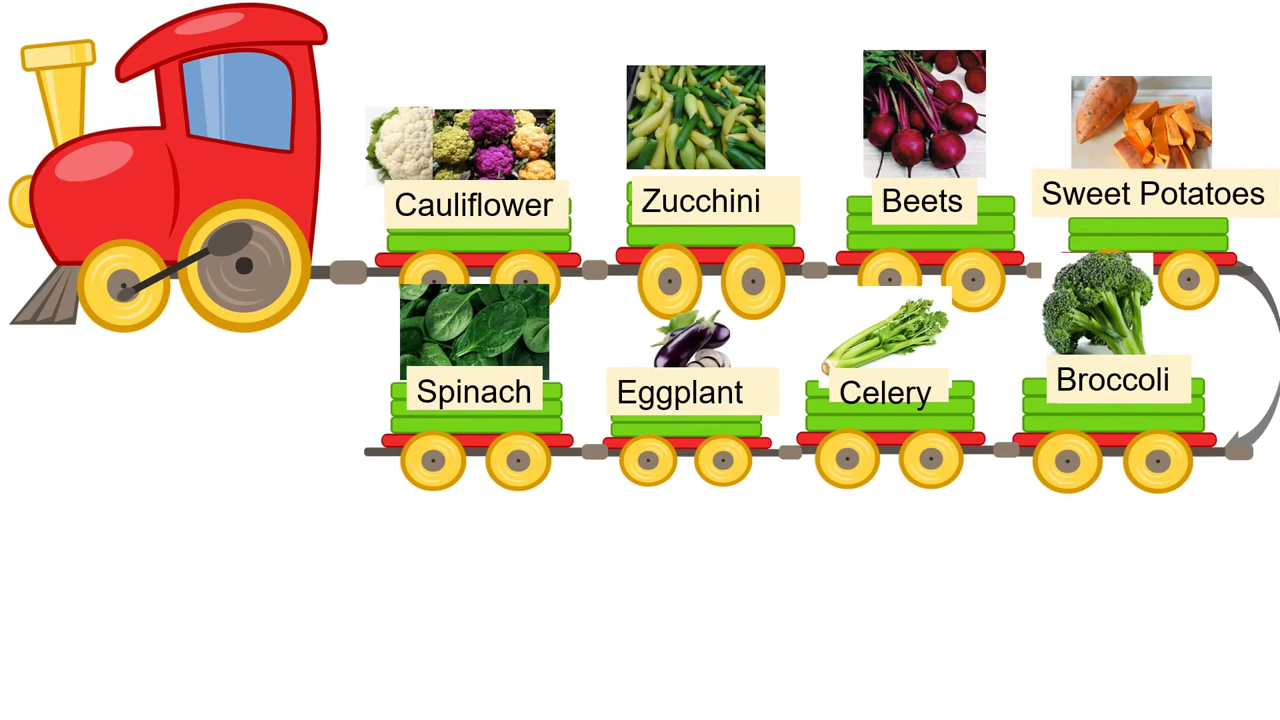 Cauliflower
Zucchini
Beets
Sweet Potatoes
Spinach
Eggplant
Celery
Broccoli